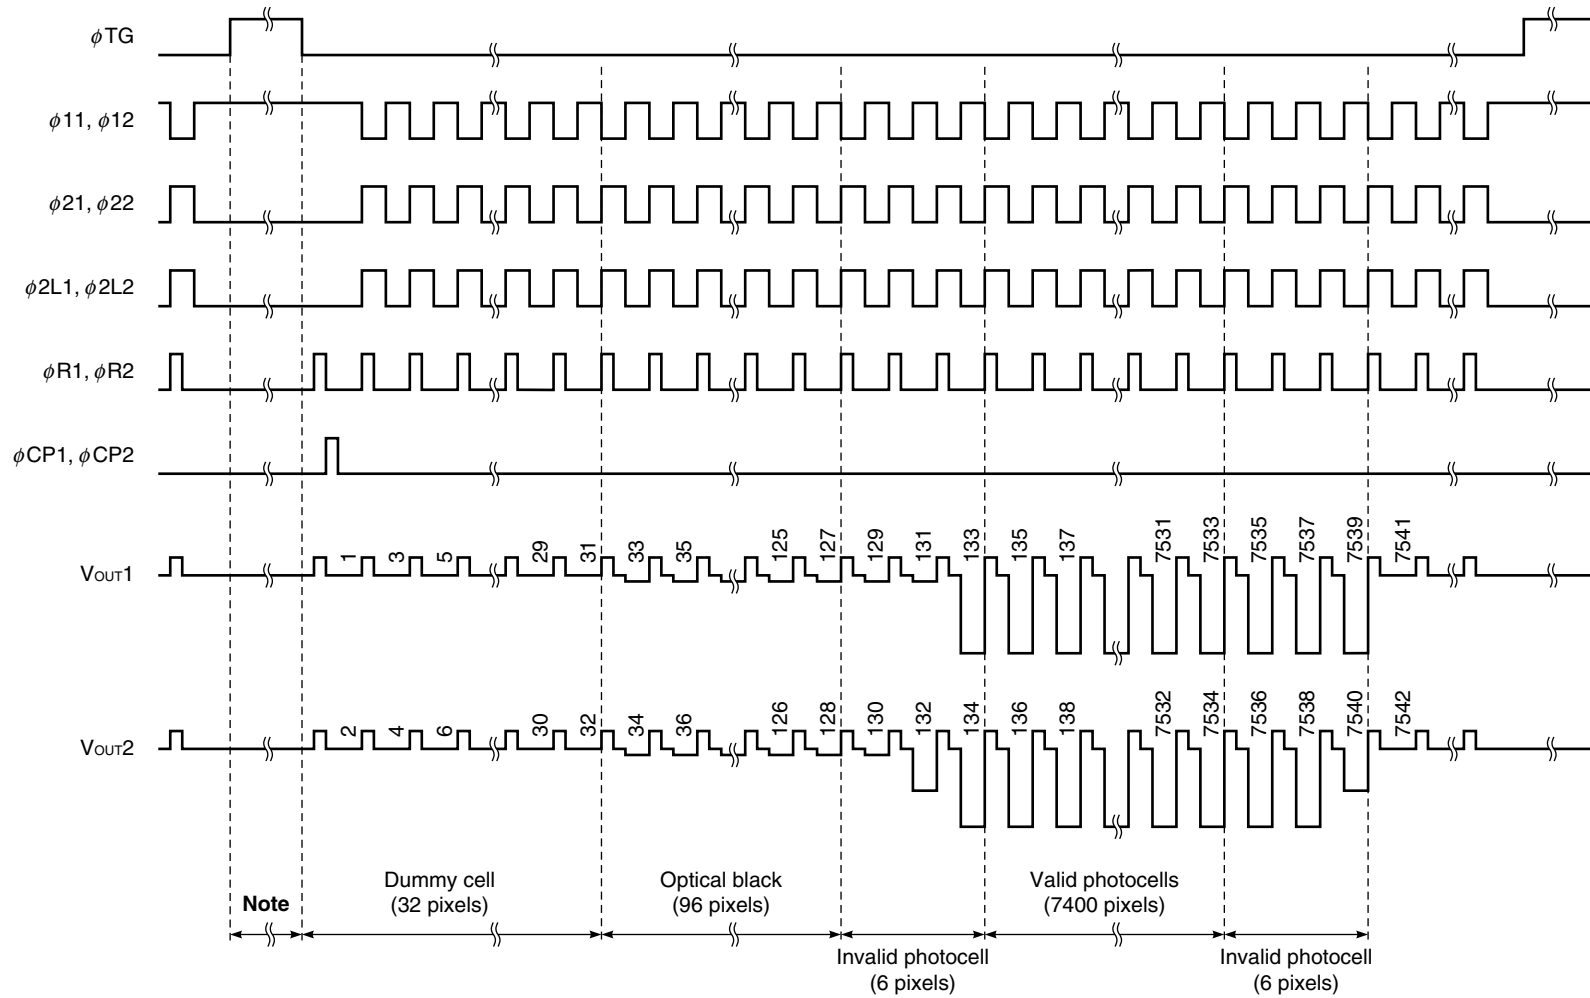 ϕTG
ϕ11, ϕ12
ϕ21, ϕ22
ϕ2L1, ϕ2L2
ϕR1, ϕR2
ϕCP1, ϕCP2
VOUT1
1 3 5 29 31 33 35 125 127 129 131 133 135 137 7531 7533 7535 7537 7539 7541
VOUT2
2 4 6 30 32 34 36 126 128 130 132 134 136 138 7532 7534 7536 7538 7540 7542
Note
Dummy cell
(32 pixels)
Optical black
(96 pixels)
Invalid photocell
(6 pixels)
Valid photocells
(7400 pixels)
Invalid photocell
(6 pixels)